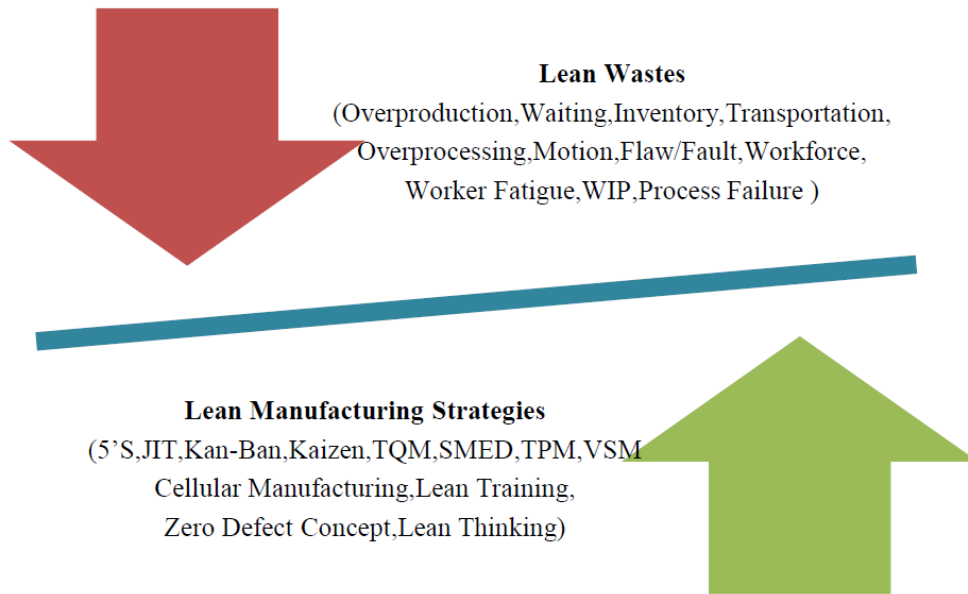 Lean Wastes
(Overproduction,Waiting,Inventory,Transportation,
Overprocessing,Motion,Flaw/Fault,Workforce,
Worker Fatigue,WIP,Process Failure )
Lean Manufacturing Strategies
(5’S,JIT,Kan-Ban,Kaizen,TQM,SMED,TPM,VSM
Cellular Manufacturing,Lean Training,
Zero Defect Concept,Lean Thinking)